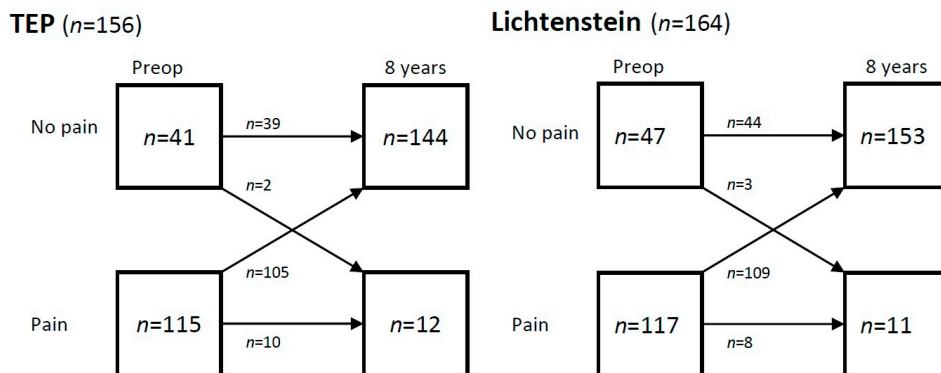 TEP (n=156)
Lichtenstein (n=164)
Preop
8 years
Preop
8 years
No pain
n=41
n=39
n=144
No pain
n=47
n=44
n=153
n=2
n=3
n=105
n=109
Pain
n=115
n=10
n=12
Pain
n=117
n=8
n=11